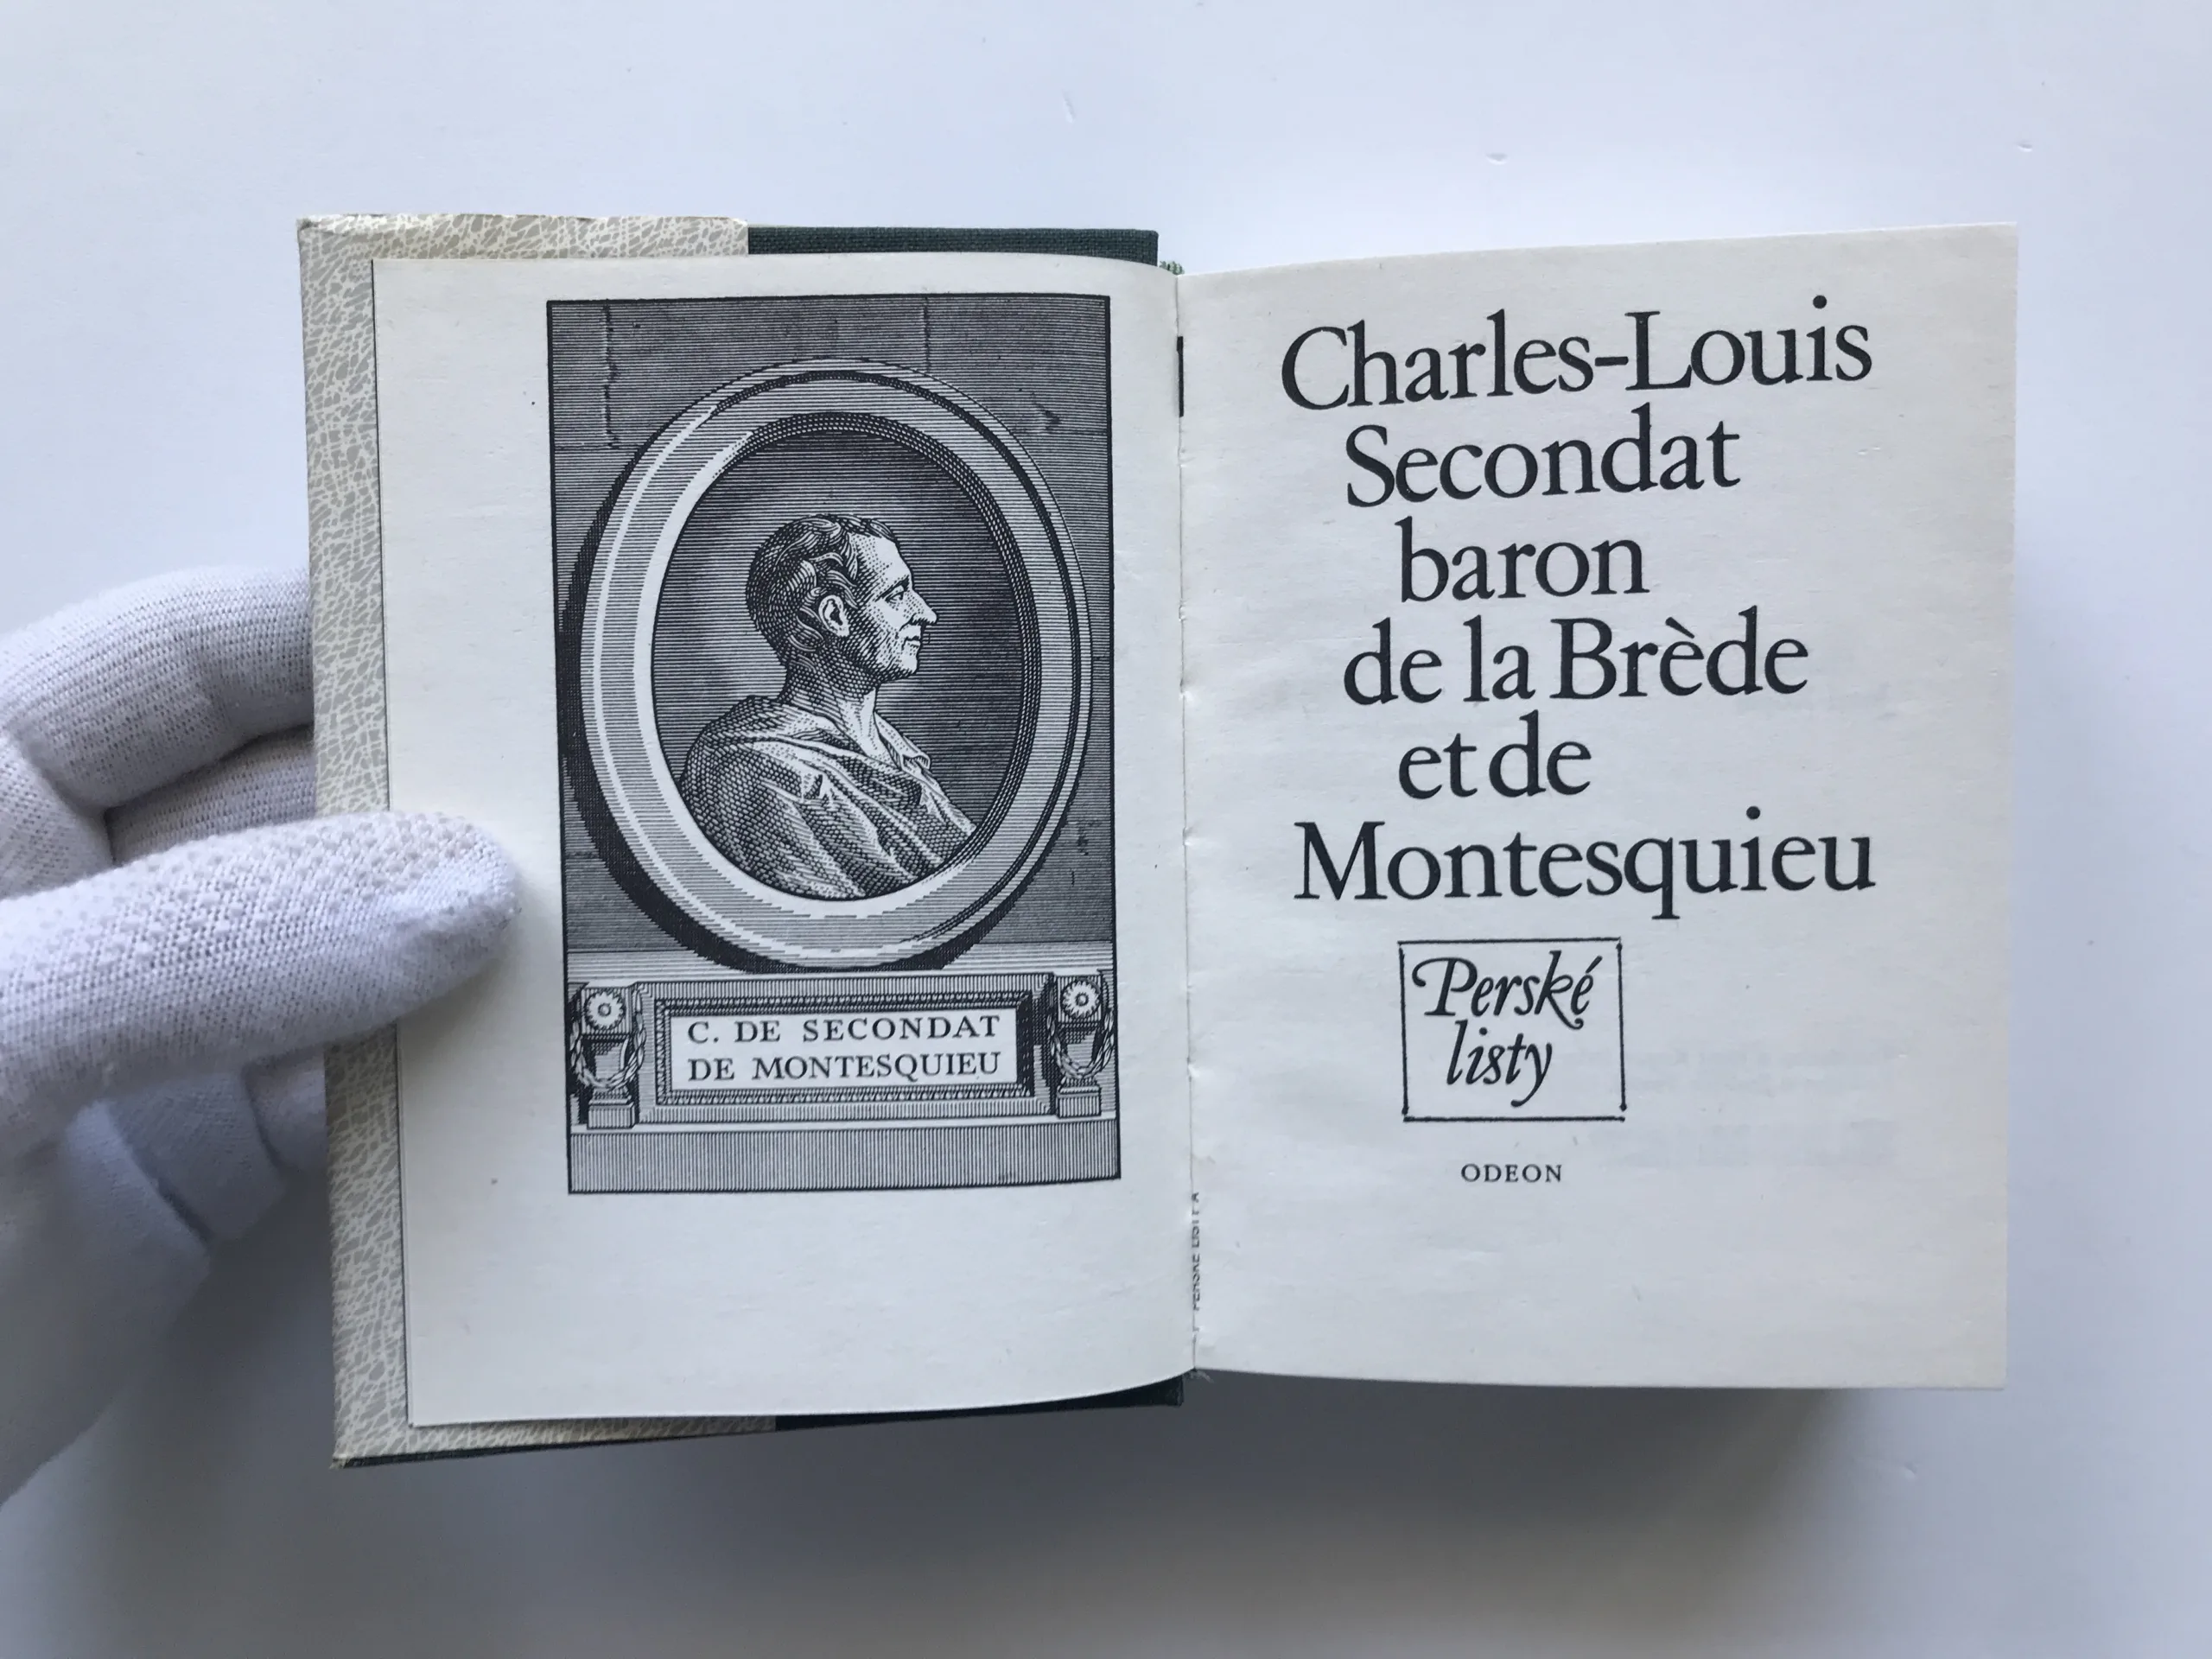 C. DE SECONDAT
DE MONTESQUIEU
Charles-Louis
Secondat
baron
de la Brède
et de
Montesquieu
Perské
listy
ODEON